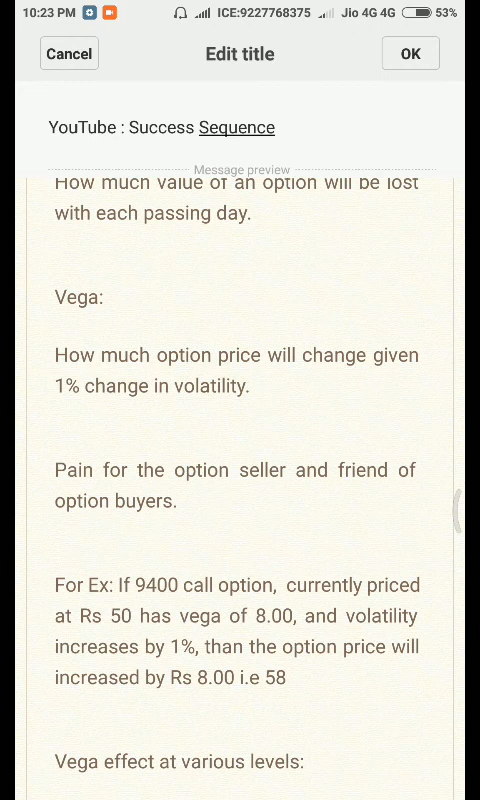 10:23 PM ICE:9227768375 Jio 4G 4G 53%
Cancel Edit title OK
YouTube : Success Sequence
Message preview
How much value of an option will be lost
with each passing day.
Vega:
How much option price will change given
1% change in volatility.
Pain for the option seller and friend of
option buyers.
For Ex: If 9400 call option, currently priced
at Rs 50 has vega of 8.00, and volatility
increases by 1%, than the option price will
increased by Rs 8.00 i.e 58
Vega effect at various levels: